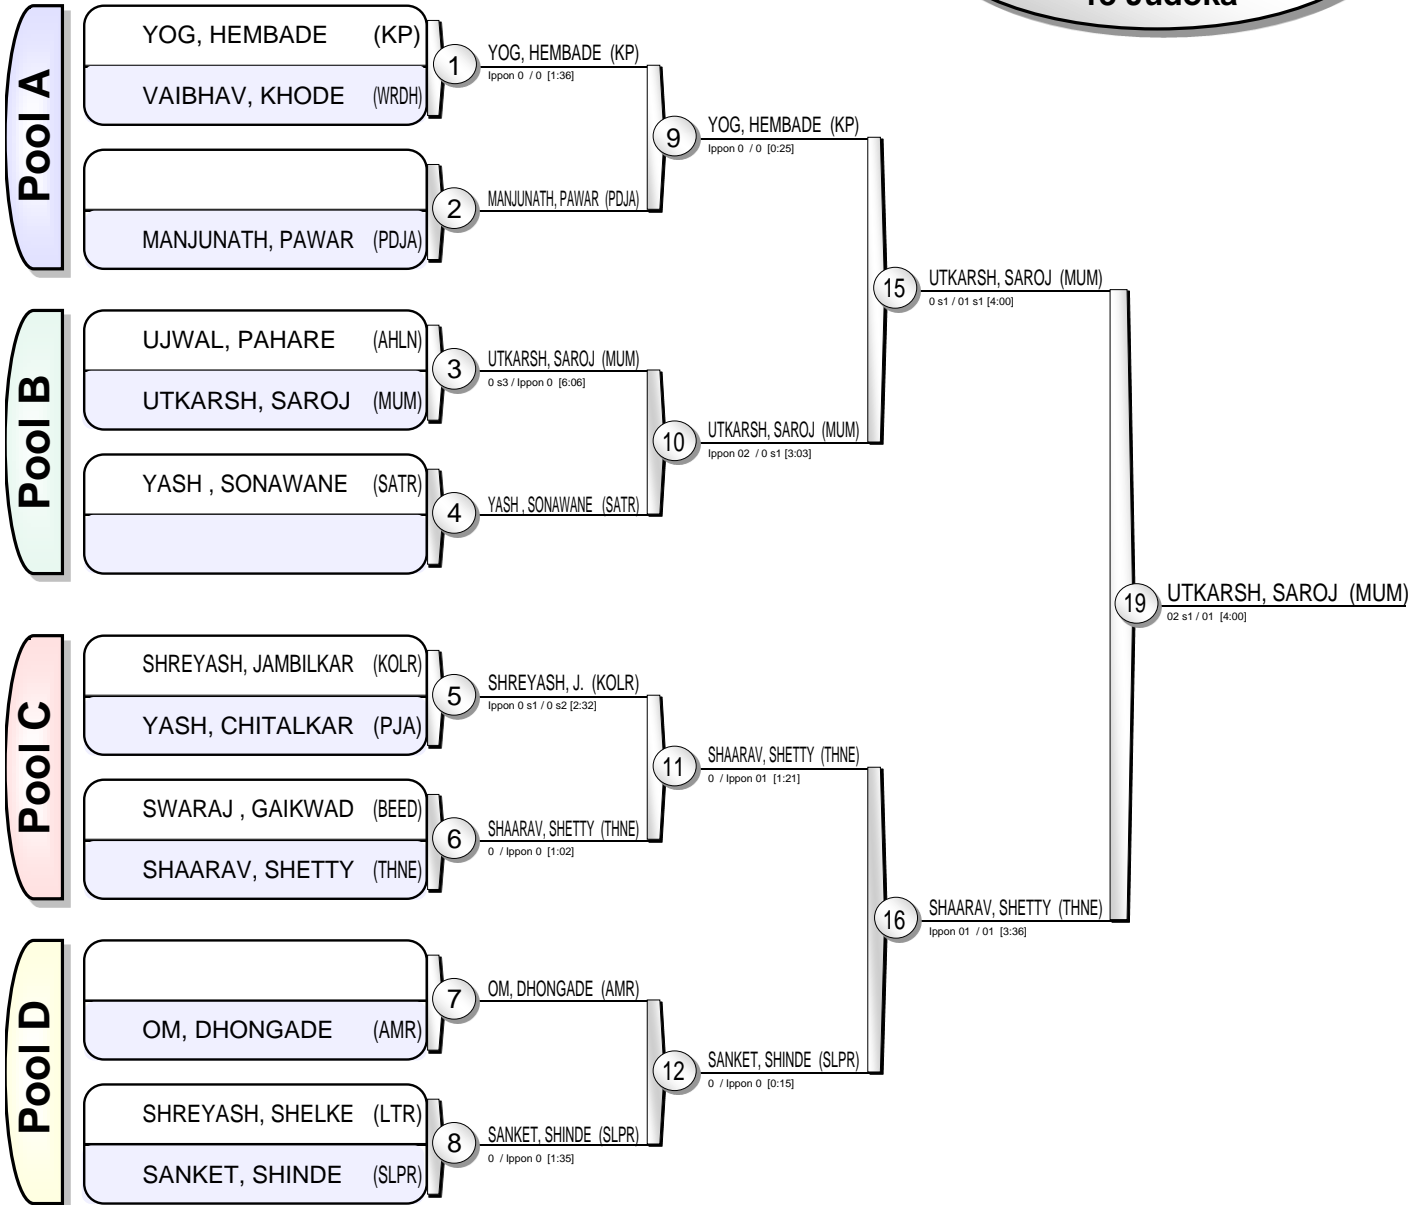 13 Judoka
Pool A
YOG, HEMBADE (KP)
VAIBHAV, KHODE (WRDH)
MANJUNATH, PAWAR (PDJA)
1
YOG, HEMBADE (KP)
Ippon 0 / 0 [1:36]
2
MANJUNATH, PAWAR (PDJA)
9
YOG, HEMBADE (KP)
Ippon 0 / 0 [0:25]
Pool B
UJWAL, PAHARE (AHLN)
UTKARSH, SAROJ (MUM)
YASH , SONAWANE (SATR)
3
UTKARSH, SAROJ (MUM)
0 s3 / Ippon 0 [6:06]
4
YASH , SONAWANE (SATR)
10
UTKARSH, SAROJ (MUM)
Ippon 02 / 0 s1 [3:03]
15
UTKARSH, SAROJ (MUM)
0 s1 / 01 s1 [4:00]
Pool C
SHREYASH, JAMBILKAR (KOLR)
YASH, CHITALKAR (PJA)
SWARAJ , GAIKWAD (BEED)
SHAARAV, SHETTY (THNE)
5
SHREYASH, J. (KOLR)
Ippon 0 s1 / 0 s2 [2:32]
6
SHAARAV, SHETTY (THNE)
0 / Ippon 0 [1:02]
11
SHAARAV, SHETTY (THNE)
0 / Ippon 01 [1:21]
Pool D
OM, DHONGADE (AMR)
SHREYASH, SHELKE (LTR)
SANKET, SHINDE (SLPR)
7
OM, DHONGADE (AMR)
8
SANKET, SHINDE (SLPR)
0 / Ippon 0 [1:35]
12
SANKET, SHINDE (SLPR)
0 / Ippon 0 [0:15]
16
SHAARAV, SHETTY (THNE)
Ippon 01 / 01 [3:36]
19
UTKARSH, SAROJ (MUM)
02 s1 / 01 [4:00]